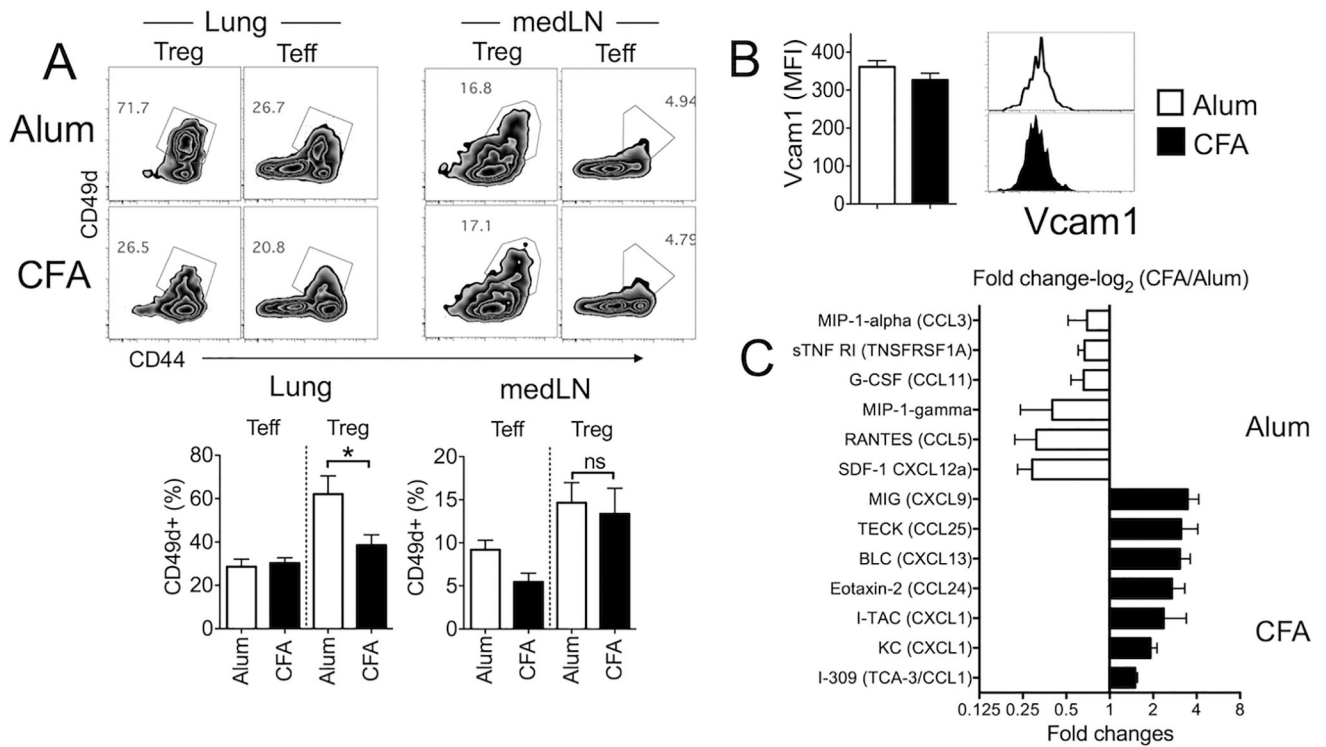 Lung
medLN
Treg
Teff
Treg
Teff
A
Alum
CFA
CD49d
71.7
26.7
16.8
4.94
26.5
20.8
17.1
4.79
CD44
Lung
medLN
Teff
Treg
Teff
Treg
*
ns
CD49d+ (%)
80
60
40
20
0
CD49d+ (%)
20
15
10
5
0
Alum
CFA
Alum
CFA
Alum
CFA
Alum
CFA
B
Vcam1 (MFI)
400
300
200
100
0
Alum
CFA
Vcam1
C
Fold change-log2 (CFA/Alum)
MIP-1-alpha (CCL3)
sTNF RI (TNSFRSF1A)
G-CSF (CCL11)
MIP-1-gamma
RANTES (CCL5)
SDF-1 CXCL12a)
MIG (CXCL9)
TECK (CCL25)
BLC (CXCL13)
Eotaxin-2 (CCL24)
I-TAC (CXCL1)
KC (CXCL1)
I-309 (TCA-3/CCL1)
Alum
CFA
0.125 0.25 0.5 1 2 4 8
Fold changes